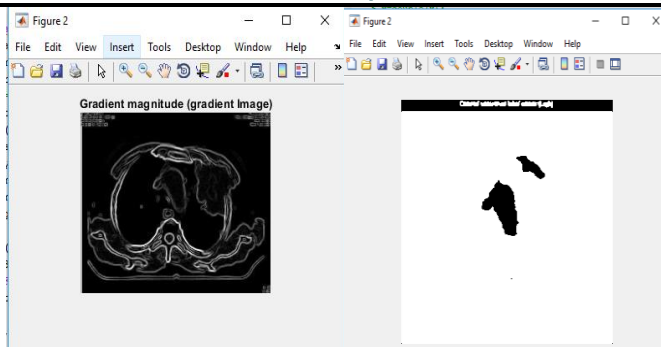 Figure 2
File Edit View Insert Tools Desktop Window Help
»
Gradient magnitude (gradient Image)
Figure 2
File Edit View Insert Tools Desktop Window Help